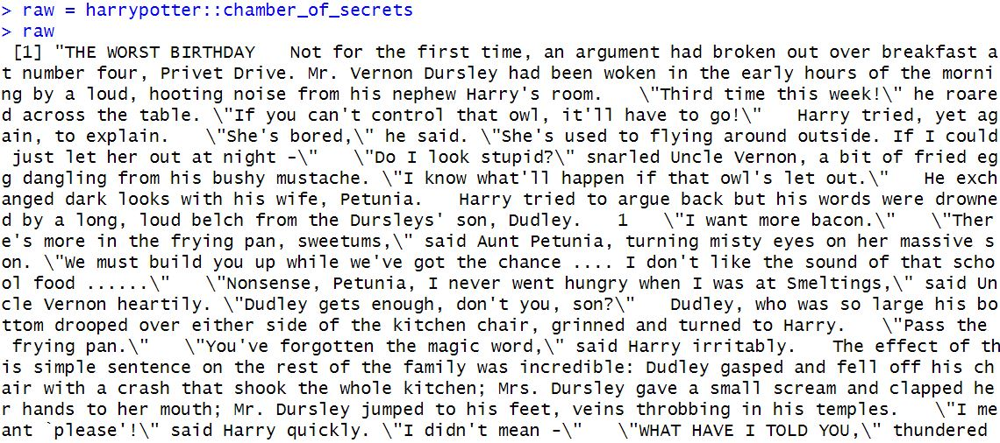 > raw = harrypotter::chamber_of_secrets
> raw
 [1] "THE WORST BIRTHDAY   Not for the first time, an argument had broken out over breakfast a
t number four, Privet Drive. Mr. Vernon Dursley had been woken in the early hours of the morni
ng by a loud, hooting noise from his nephew Harry's room.   \"Third time this week!\" he roare
d across the table. \"If you can't control that owl, it'll have to go!\"   Harry tried, yet ag
ain, to explain.   \"She's bored,\" he said. \"She's used to flying around outside. If I could
 just let her out at night -\"   \"Do I look stupid?\" snarled Uncle Vernon, a bit of fried eg
g dangling from his bushy mustache. \"I know what'll happen if that owl's let out.\"   He exch
anged dark looks with his wife, Petunia.   Harry tried to argue back but his words were drowne
d by a long, loud belch from the Dursleys' son, Dudley.   1   \"I want more bacon.\"   \"Ther
e's more in the frying pan, sweetums,\" said Aunt Petunia, turning misty eyes on her massive s
on. \"We must build you up while we've got the chance .... I don't like the sound of that scho
ol food ......\"   \"Nonsense, Petunia, I never went hungry when I was at Smeltings,\" said Un
cle Vernon heartily. \"Dudley gets enough, don't you, son?\"   Dudley, who was so large his bo
ttom drooped over either side of the kitchen chair, grinned and turned to Harry.   \"Pass the
 frying pan.\"   \"You've forgotten the magic word,\" said Harry irritably.   The effect of th
is simple sentence on the rest of the family was incredible: Dudley gasped and fell off his ch
air with a crash that shook the whole kitchen; Mrs. Dursley gave a small scream and clapped he
r hands to her mouth; Mr. Dursley jumped to his feet, veins throbbing in his temples.   \"I me
ant `please'!\" said Harry quickly. \"I didn't mean -\"   \"WHAT HAVE I TOLD YOU,\" thundered